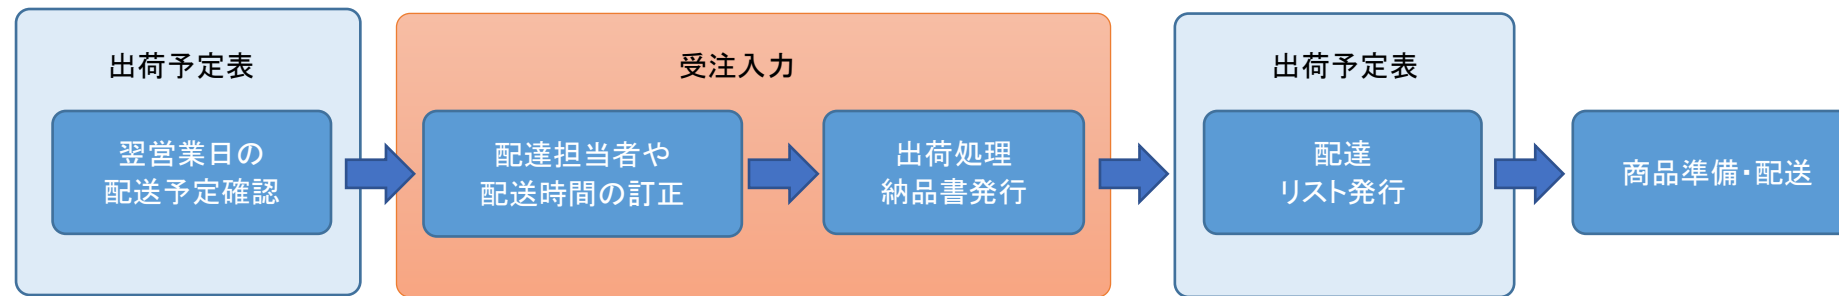 出荷予定表
翌営業日の
配送予定確認
受注入力
配達担当者や
配送時間の訂正
出荷処理
納品書発行
出荷予定表
配達
リスト発行
商品準備・配送